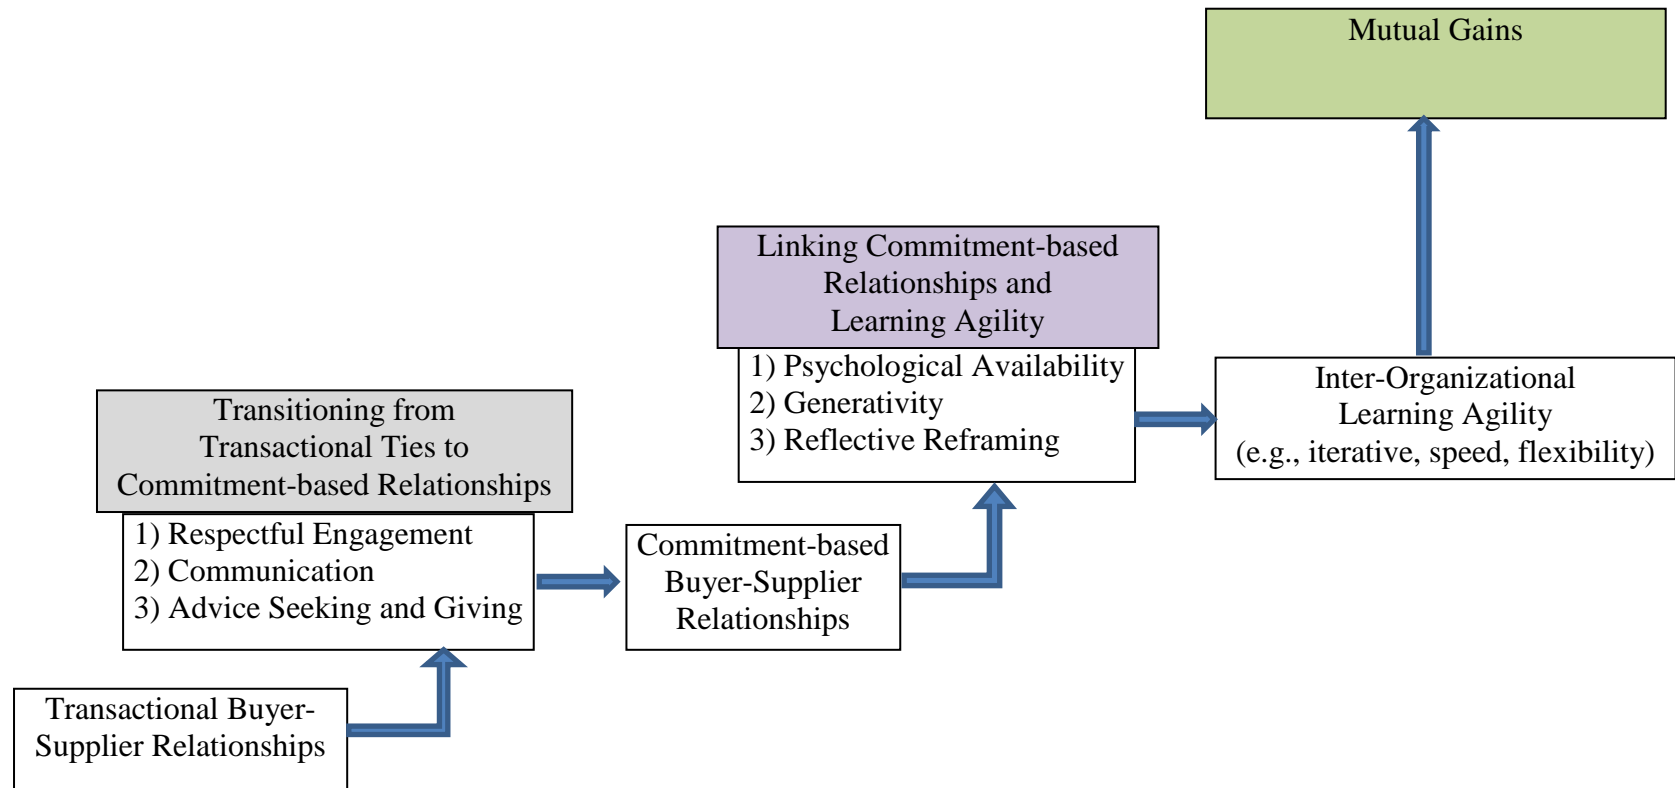 Mutual Gains
Linking Commitment-based
Relationships and
Learning Agility
1) Psychological Availability
2) Generativity
3) Reflective Reframing
Inter-Organizational
Learning Agility
(e.g., iterative, speed, flexibility)
Transitioning from
Transactional Ties to
Commitment-based Relationships
1) Respectful Engagement
2) Communication
3) Advice Seeking and Giving
Commitment-based
Buyer-Supplier
Relationships
Transactional Buyer-
Supplier Relationships